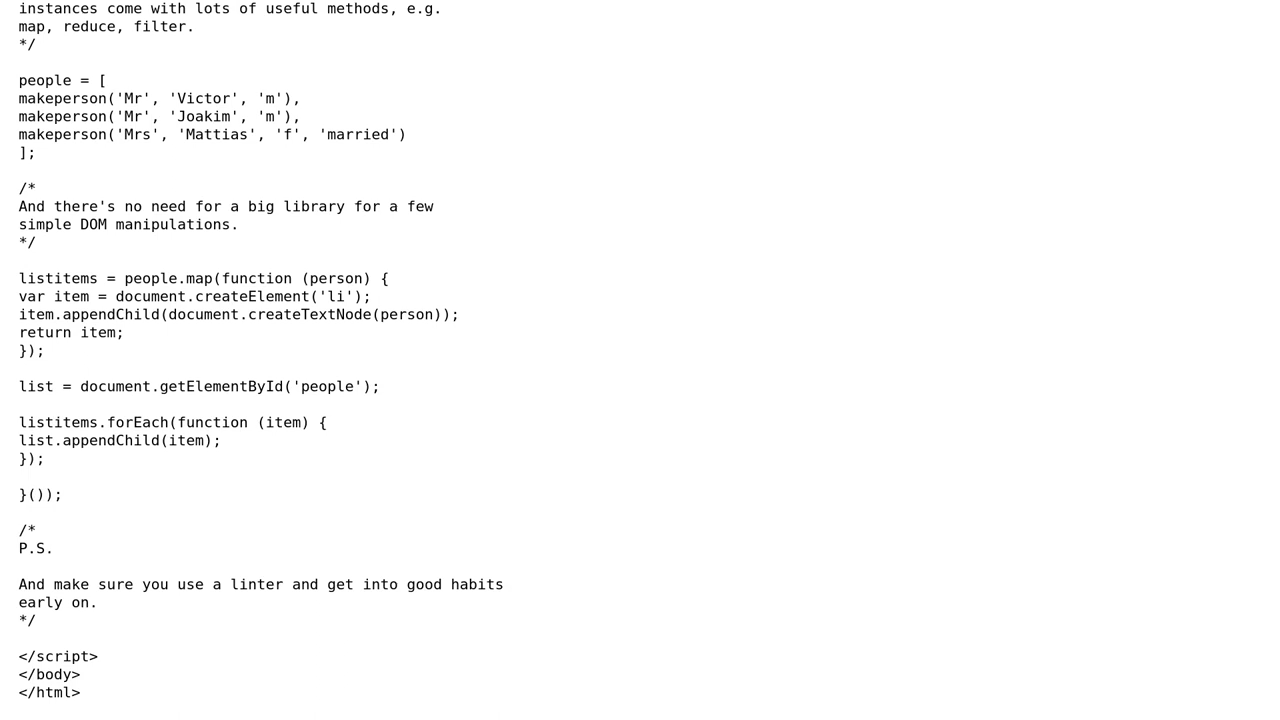 instances come with lots of useful methods, e.g.
map, reduce, filter.
*/
people = [
makeperson('Mr', 'Victor', 'm'),
makeperson('Mr', 'Joakim', 'm'),
makeperson('Mrs', 'Mattias', 'f', 'married')
];
/*
And there's no need for a big library for a few
simple DOM manipulations.
*/
listitems = people.map(function (person) {
var item = document.createElement('li');
item.appendChild(document.createTextNode(person));
return item;
});
list = document.getElementById('people');
listitems.forEach(function (item) {
list.appendChild(item);
});
}());
/*
P.S.
And make sure you use a linter and get into good habits
early on.
*/
</script>
</body>
</html>